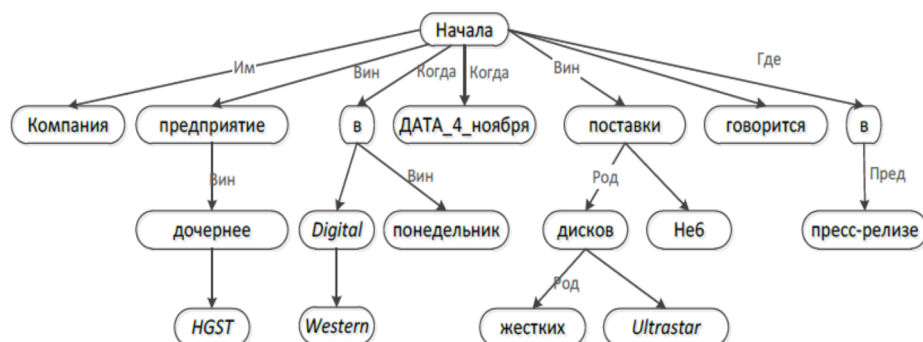 Начала
Им Вин Когда Когда Вин Где
Компания предприятие в ДАТА_4_ноября поставки говорится в
Вин Вин Род Пред
дочернее Digital понедельник дисков He6 пресс-релизе
Род
HGST Western жестких Ultrastar